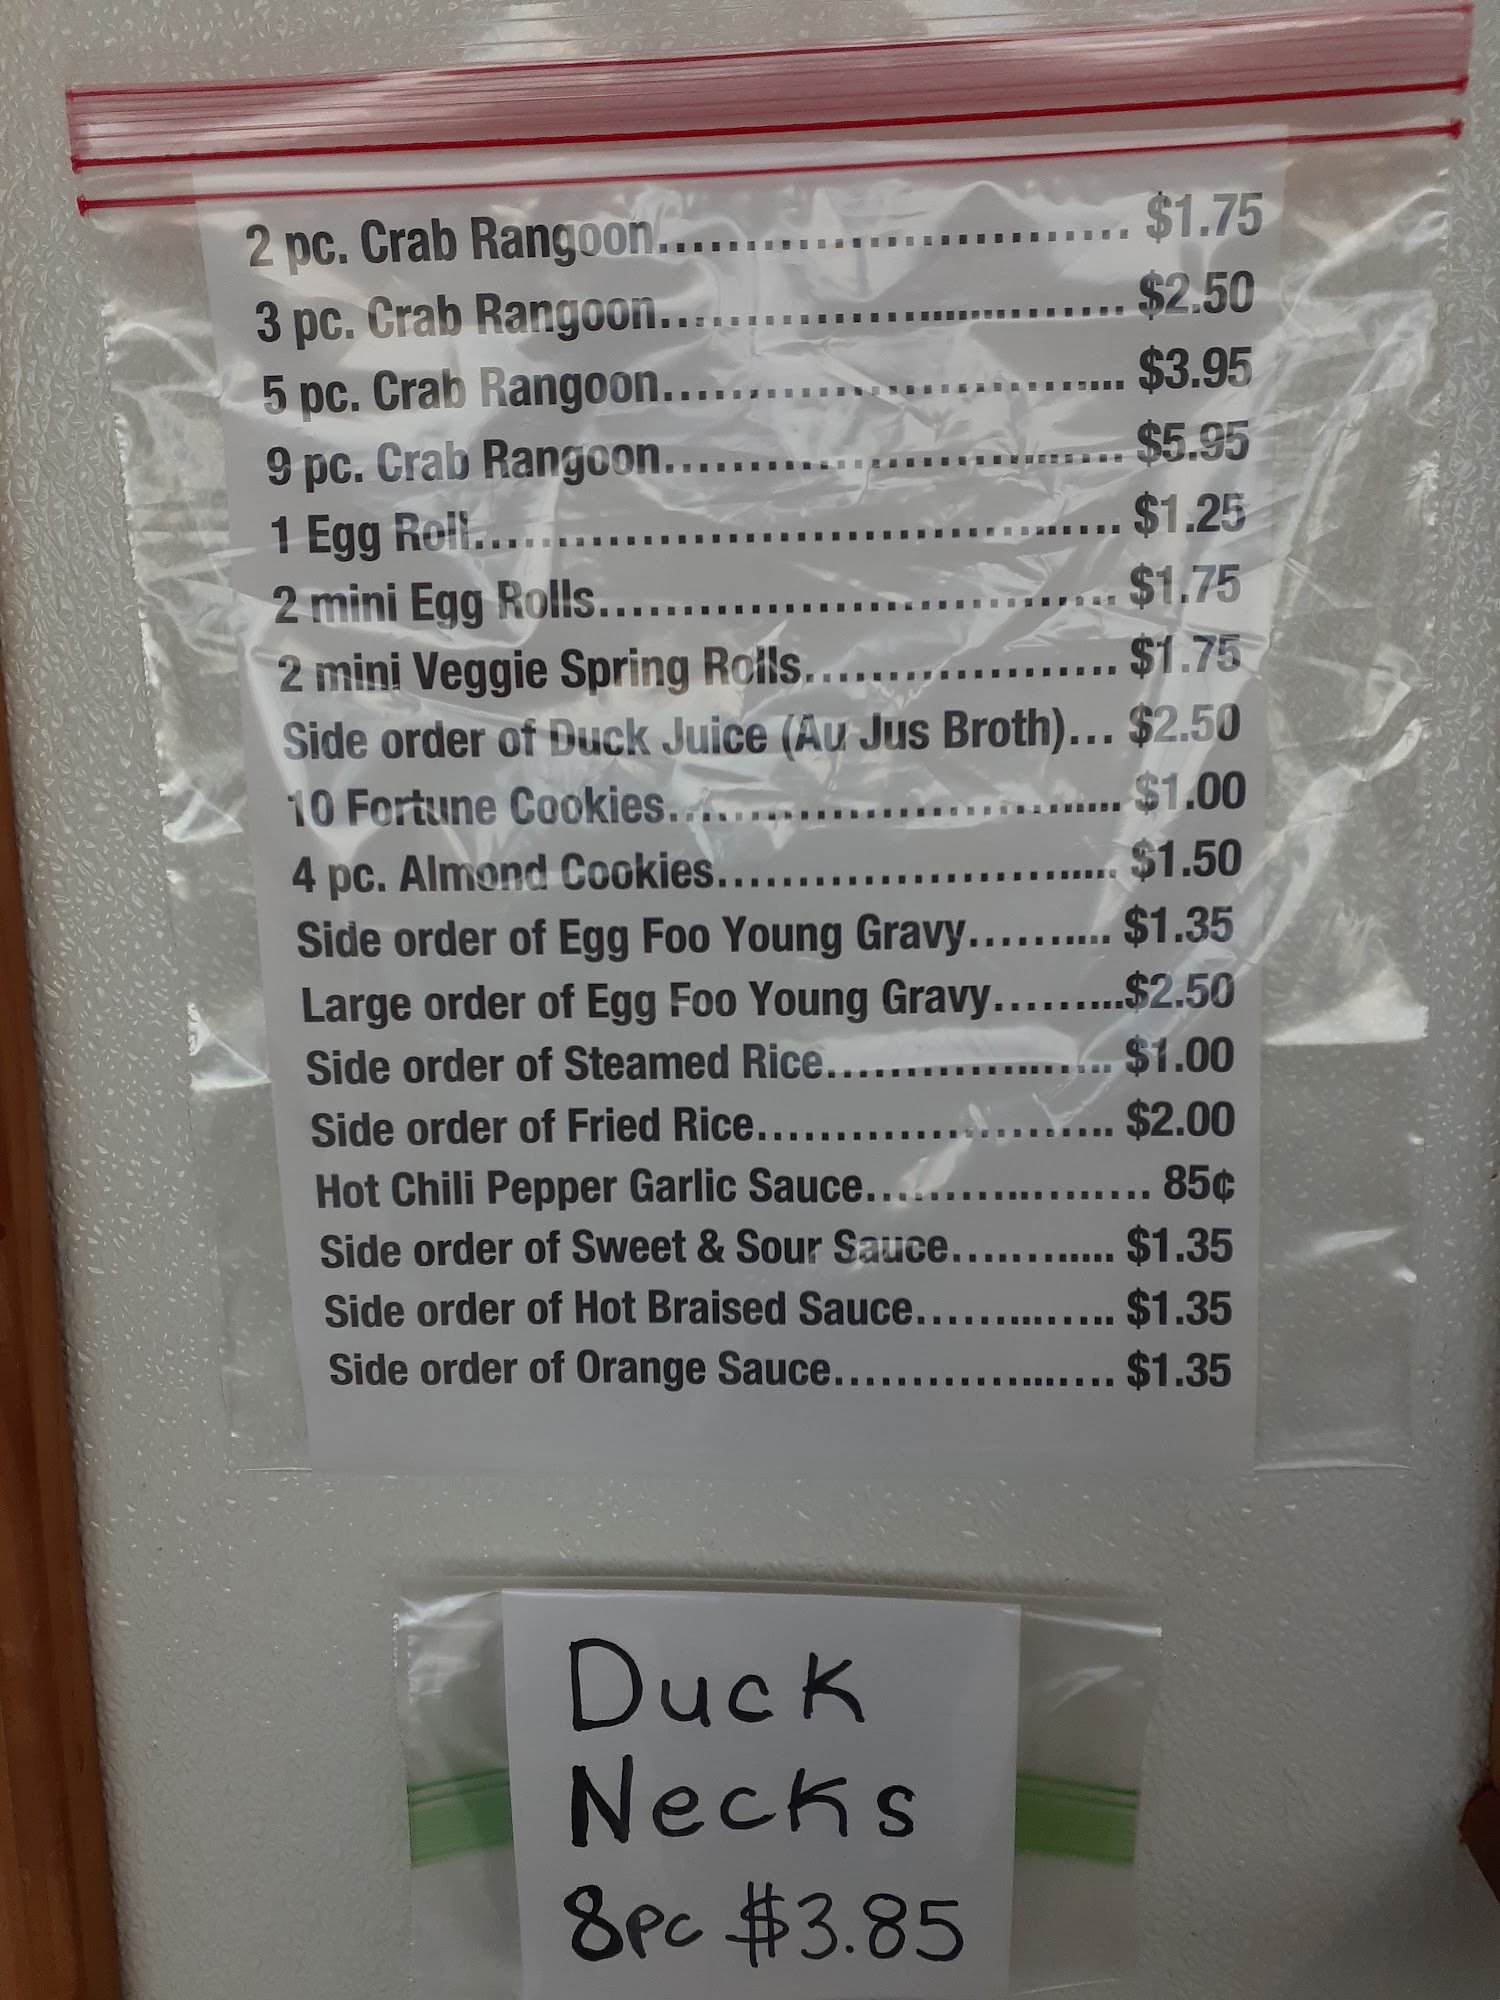 2 pc. Crab Rangoon.................................. $1.75
3 pc. Crab Rangoon.................................. $2.50
5 pc. Crab Rangoon.................................. $3.95
9 pc. Crab Rangoon.................................. $5.95
1 Egg Roll............................................... $1.25
2 mini Egg Rolls...................................... $1.75
2 mini Veggie Spring Rolls....................... $1.75
Side order of Duck Juice (Au Jus Broth)... $2.50
10 Fortune Cookies.................................. $1.00
4 pc. Almond Cookies.............................. $1.50
Side order of Egg Foo Young Gravy.......... $1.35
Large order of Egg Foo Young Gravy.........$2.50
Side order of Steamed Rice..................... $1.00
Side order of Fried Rice.......................... $2.00
Hot Chili Pepper Garlic Sauce..................... 85¢
Side order of Sweet & Sour Sauce........... $1.35
Side order of Hot Braised Sauce.............. $1.35
Side order of Orange Sauce.................... $1.35
Duck
Necks
8pc $3.85